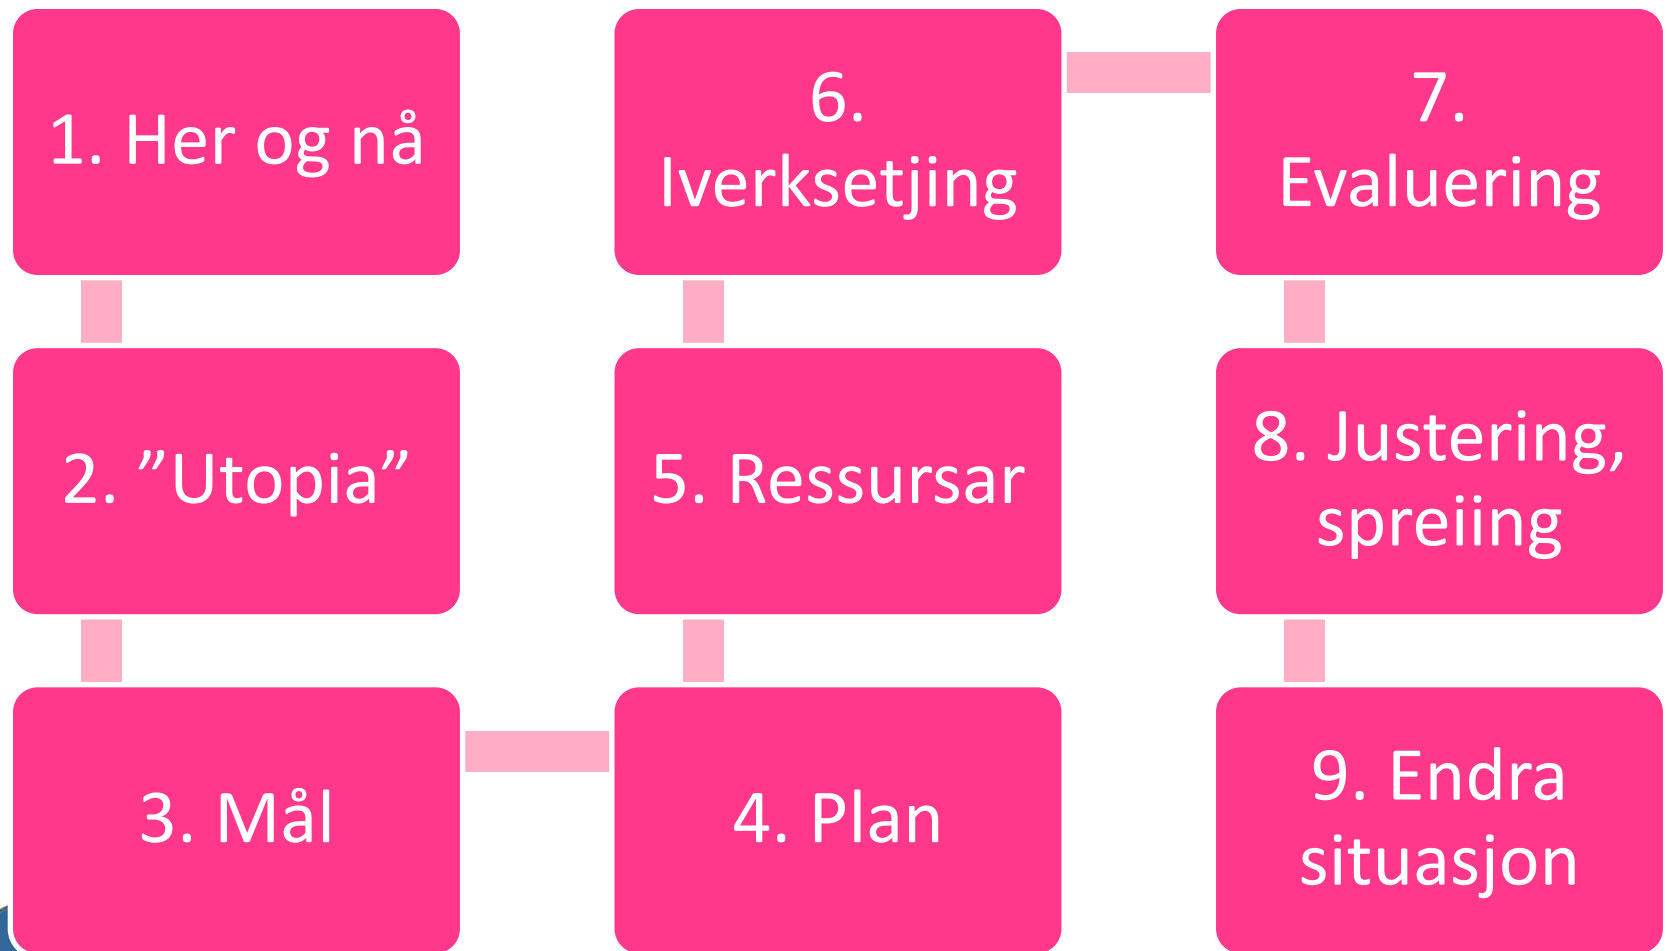 1. Her og nå
2. ”Utopia”
3. Mål
4. Plan
5. Ressursar
6.
Iverksetjing
7.
Evaluering
8. Justering,
spreiing
9. Endra
situasjon